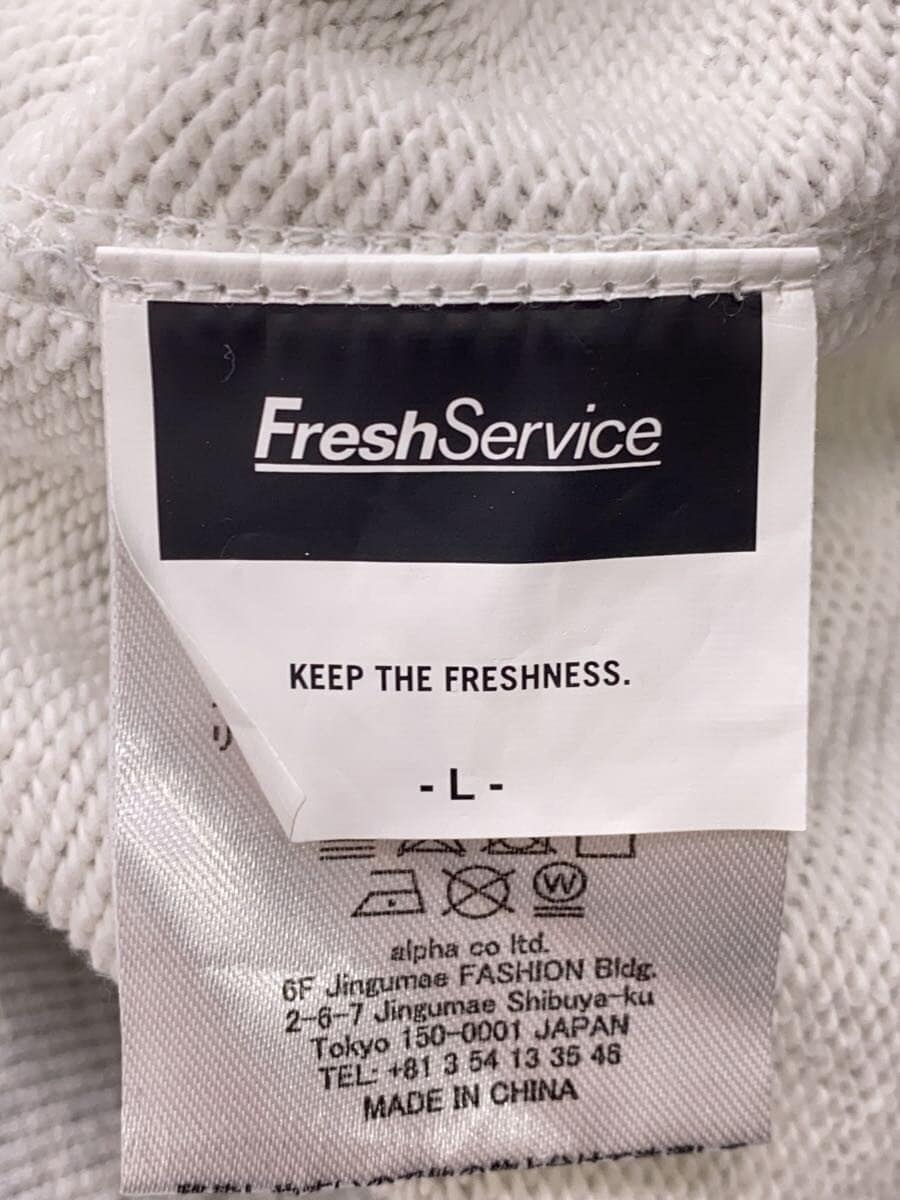 FreshService
KEEP THE FRESHNESS.
- L -
W
alpha co ltd.
6F Jingumae FASHION Bldg.
2-6-7 Jingumae Shibuya-ku
Tokyo 150-0001 JAPAN
TEL: +81 3 54 13 35 46
MADE IN CHINA